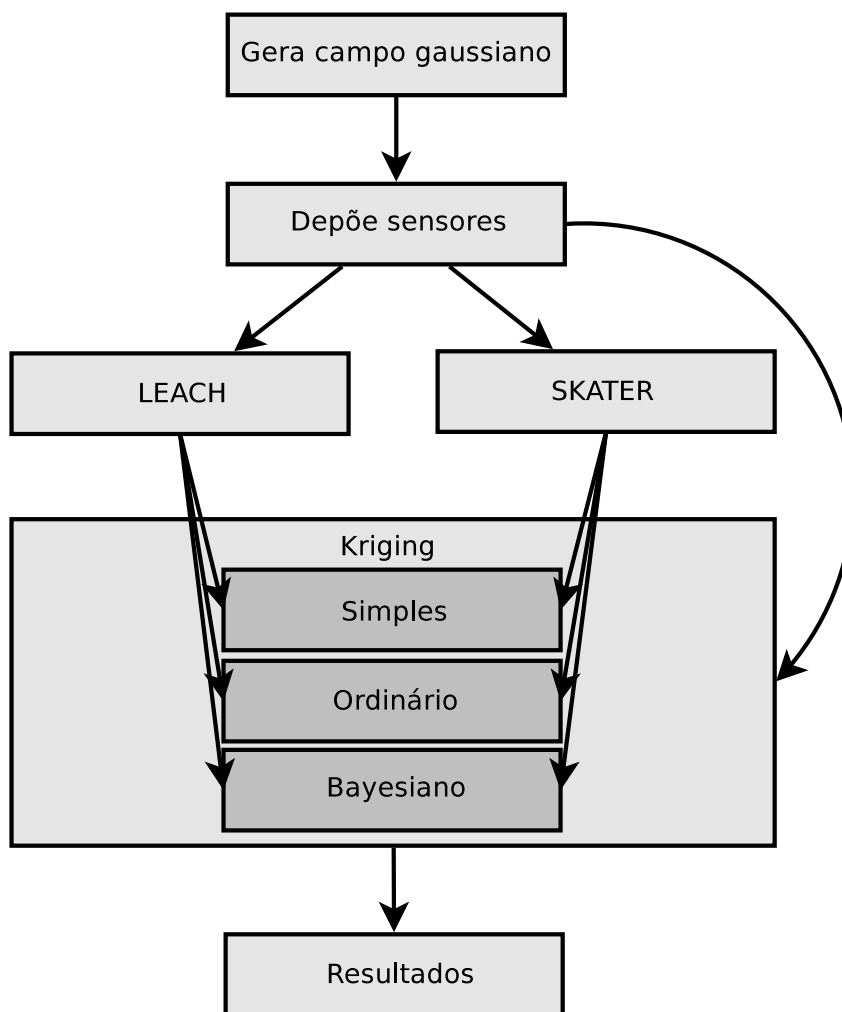 Gera campo gaussiano
Depõe sensores
LEACH
SKATER
Kriging
Simples
Ordinário
Bayesiano
Resultados